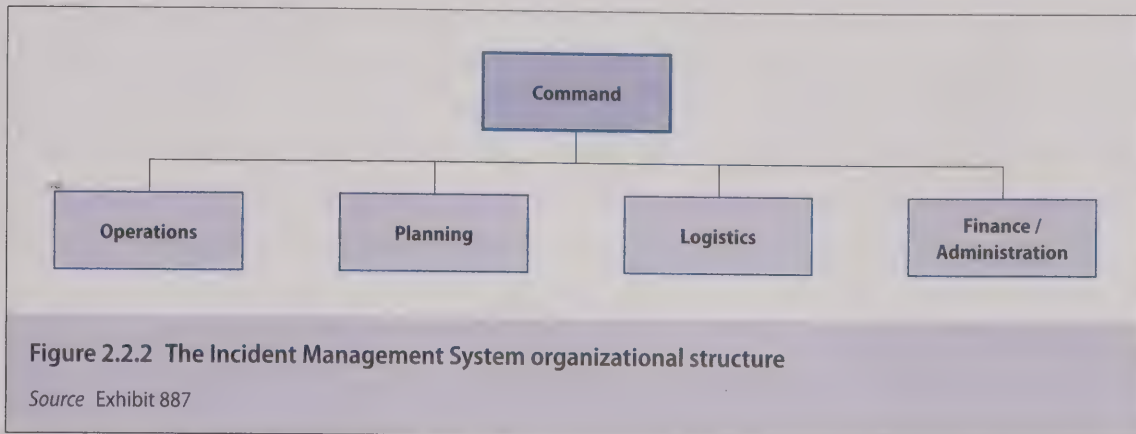 Command
Operations
Planning
Logistics
Finance /
Administration
Figure 2.2.2 The Incident Management System organizational structure
Source Exhibit 887